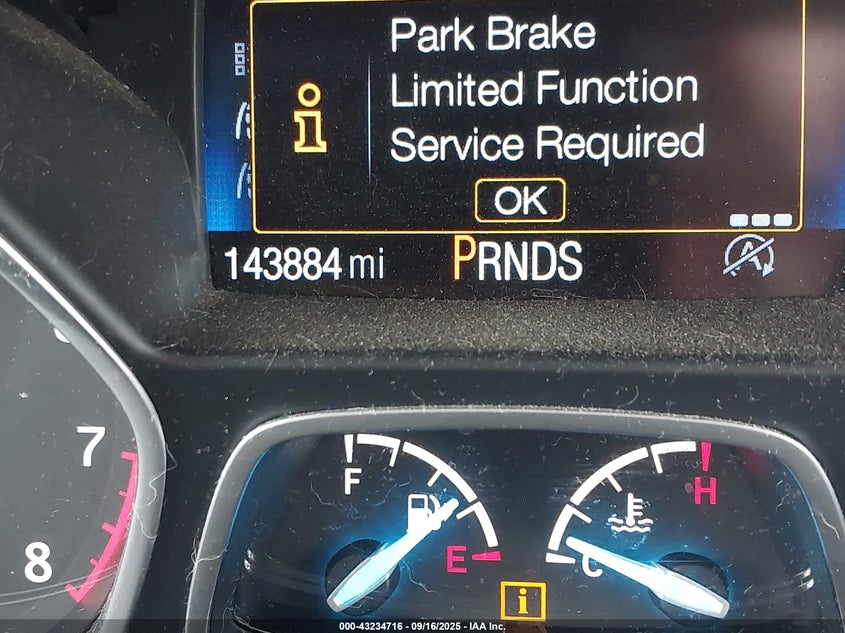 Park Brake
Limited Function
Service Required
OK
143884 mi
PRNDS
A
7
8
F
E
H
C
000-43234716 - 09/16/2025 - IAA Inc.